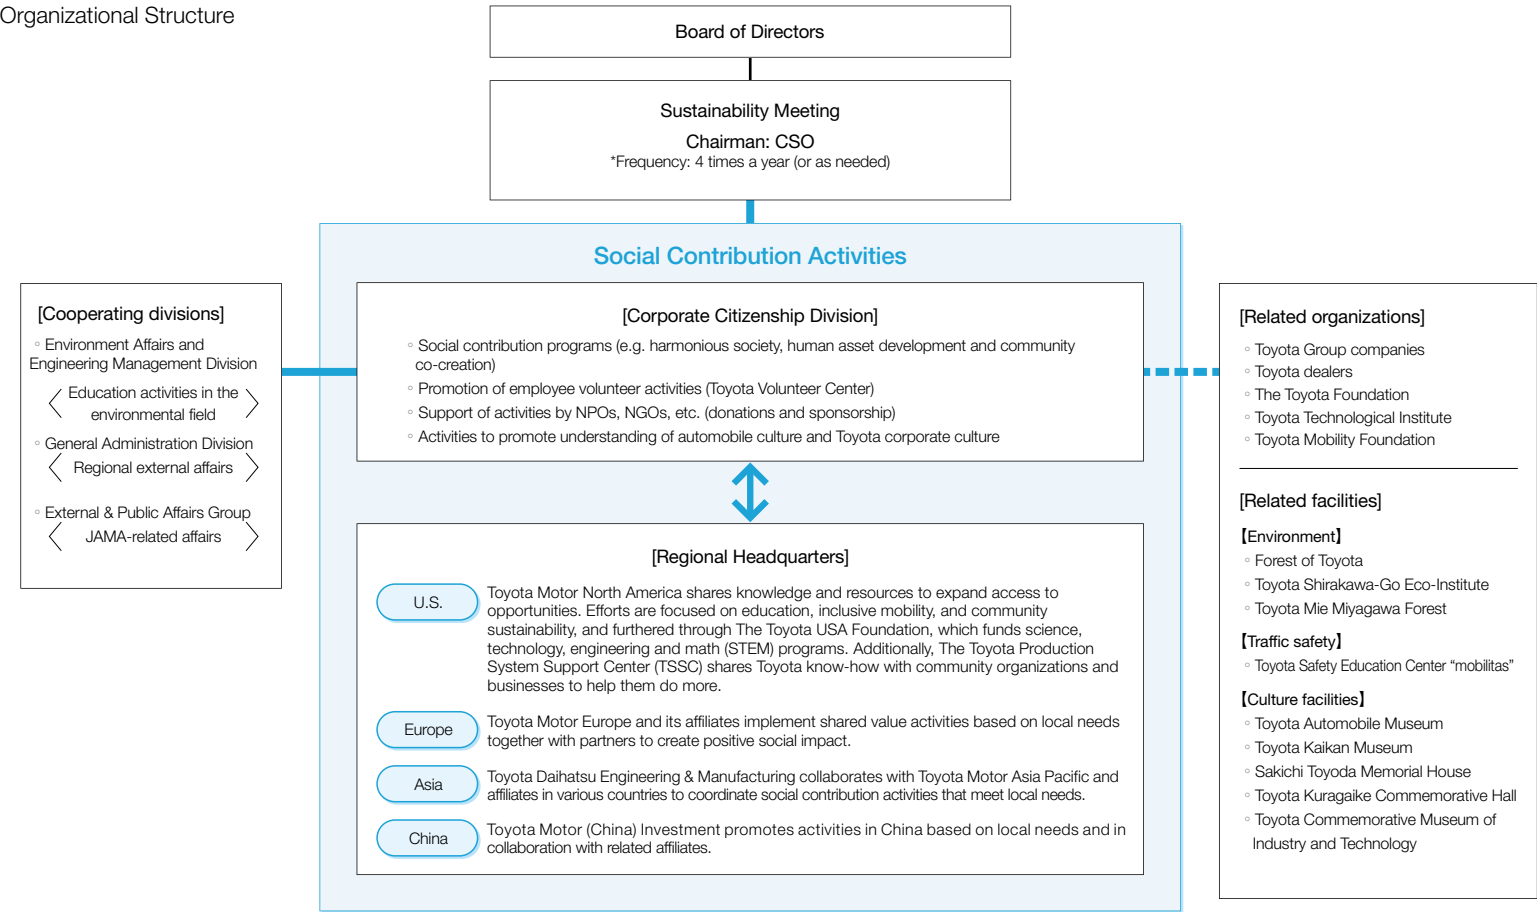 Organizational Structure
Board of Directors
Sustainability Meeting
Chairman: CSO
*Frequency: 4 times a year (or as needed)
Social Contribution Activities
[Cooperating divisions]
◦ Environment Affairs and
Engineering Management Division
Education activities in the
environmental field
◦ General Administration Division
Regional external affairs
◦ External & Public Affairs Group
JAMA-related affairs
[Corporate Citizenship Division]
◦ Social contribution programs (e.g. harmonious society, human asset development and community
co-creation)
◦ Promotion of employee volunteer activities (Toyota Volunteer Center)
◦ Support of activities by NPOs, NGOs, etc. (donations and sponsorship)
◦ Activities to promote understanding of automobile culture and Toyota corporate culture
[Regional Headquarters]
U.S.
Toyota Motor North America shares knowledge and resources to expand access to
opportunities. Efforts are focused on education, inclusive mobility, and community
sustainability, and furthered through The Toyota USA Foundation, which funds science,
technology, engineering and math (STEM) programs. Additionally, The Toyota Production
System Support Center (TSSC) shares Toyota know-how with community organizations and
businesses to help them do more.
Europe
Toyota Motor Europe and its affiliates implement shared value activities based on local needs
together with partners to create positive social impact.
Asia
Toyota Daihatsu Engineering & Manufacturing collaborates with Toyota Motor Asia Pacific and
affiliates in various countries to coordinate social contribution activities that meet local needs.
China
Toyota Motor (China) Investment promotes activities in China based on local needs and in
collaboration with related affiliates.
[Related organizations]
◦ Toyota Group companies
◦ Toyota dealers
◦ The Toyota Foundation
◦ Toyota Technological Institute
◦ Toyota Mobility Foundation
[Related facilities]
【Environment】
◦ Forest of Toyota
◦ Toyota Shirakawa-Go Eco-Institute
◦ Toyota Mie Miyagawa Forest
【Traffic safety】
◦ Toyota Safety Education Center “mobilitas”
【Culture facilities】
◦ Toyota Automobile Museum
◦ Toyota Kaikan Museum
◦ Sakichi Toyoda Memorial House
◦ Toyota Kuragaike Commemorative Hall
◦ Toyota Commemorative Museum of
Industry and Technology